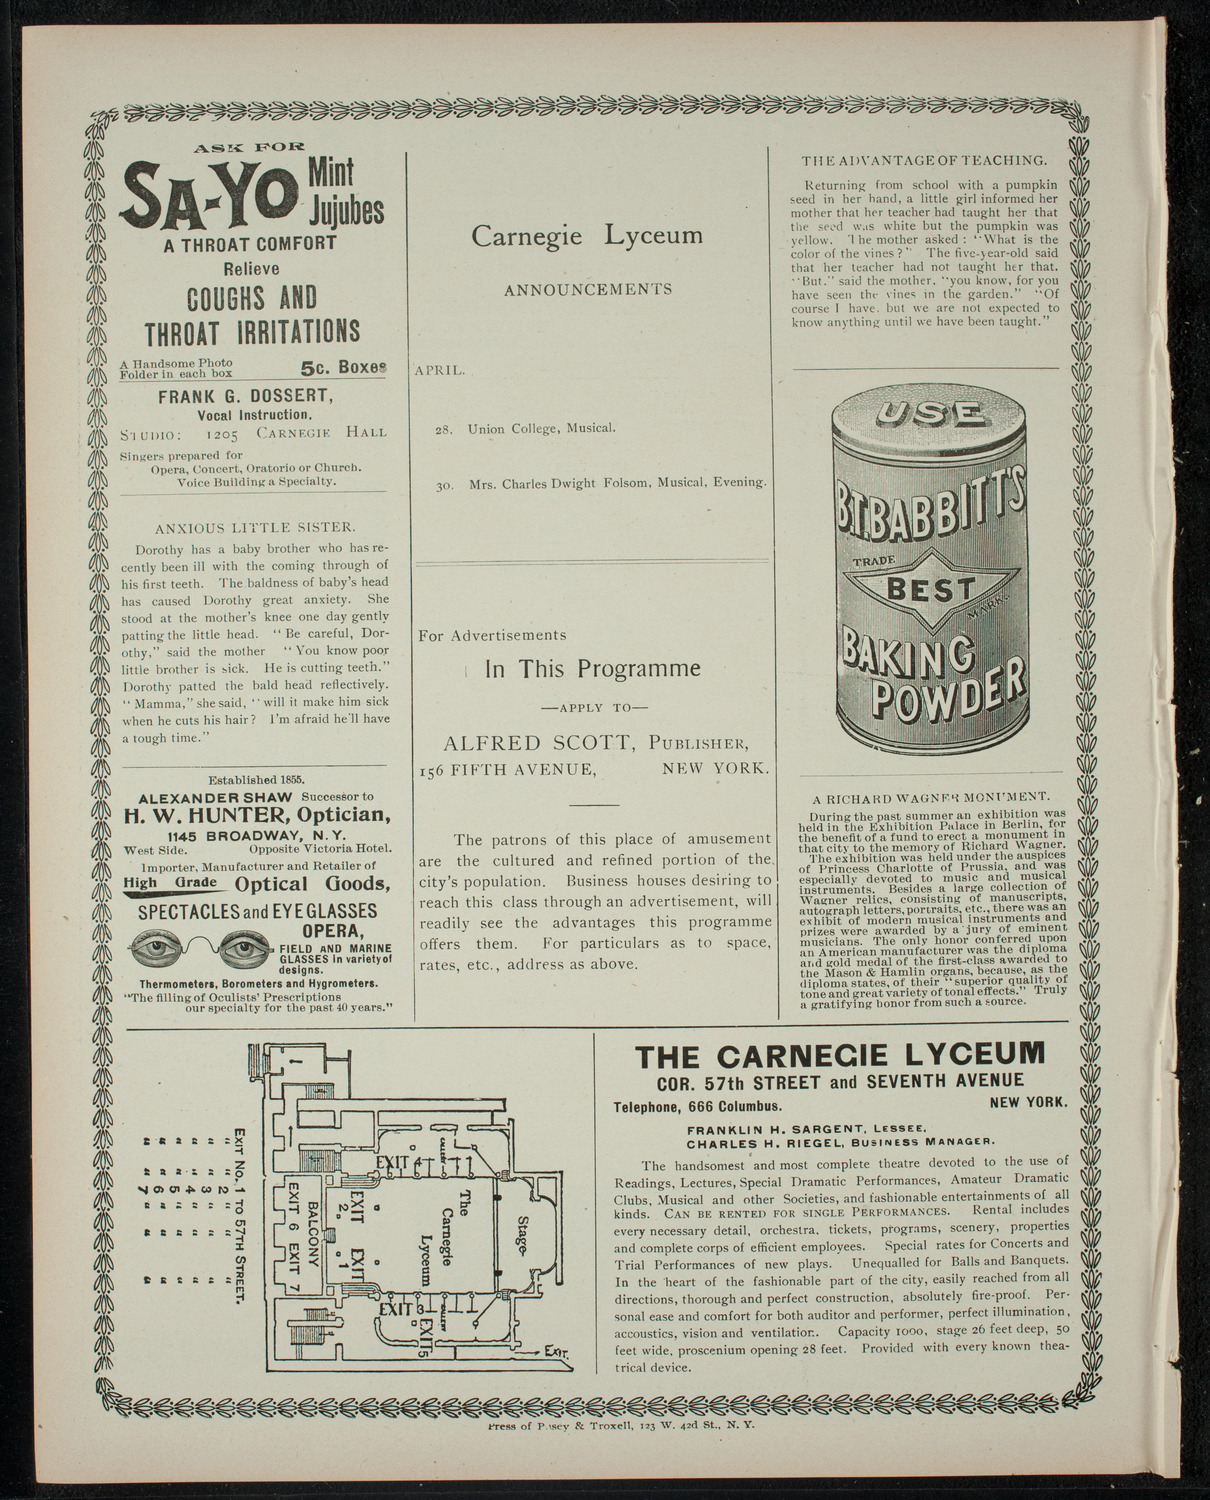 ASK FOR
SA-YO Mint
Jujubes
A THROAT COMFORT
Relieve
COUGHS AND
THROAT IRRITATIONS
A Handsome Photo
Folder in each box
5c. Boxes
FRANK G. DOSSERT,
Vocal Instruction.
STUDIO: 1205 CARNEGIE HALL
Singers prepared for
Opera, Concert, Oratorio or Church.
Voice Building a Specialty.
ANXIOUS LITTLE SISTER.
Dorothy has a baby brother who has re-
cently been ill with the coming through of
his first teeth. The baldness of baby's head
has caused Dorothy great anxiety. She
stood at the mother's knee one day gently
patting the little head. "Be careful, Dor-
othy," said the mother "You know poor
little brother is sick. He is cutting teeth."
Dorothy patted the bald head reflectively.
"Mamma," she said, "will it make him sick
when he cuts his hair? I'm afraid he'll have
a tough time."
Established 1855.
ALEXANDER SHAW Successor to
H. W. HUNTER, Optician,
1145 BROADWAY, N. Y.
West Side. Opposite Victoria Hotel.
Importer, Manufacturer and Retailer of
High Grade Optical Goods,
SPECTACLES and EYEGLASSES
OPERA,
FIELD AND MARINE
GLASSES in variety of
designs.
Thermometers, Borometers and Hygrometers.
"The filling of Oculists' Prescriptions
our specialty for the past 40 years."
Carnegie Lyceum
ANNOUNCEMENTS
APRIL.
28. Union College, Musical.
30. Mrs. Charles Dwight Folsom, Musical, Evening.
For Advertisements
In This Programme
—APPLY TO—
ALFRED SCOTT, PUBLISHER,
156 FIFTH AVENUE, NEW YORK.
The patrons of this place of amusement
are the cultured and refined portion of the
city's population. Business houses desiring to
reach this class through an advertisement, will
readily see the advantages this programme
offers them. For particulars as to space,
rates, etc., address as above.
THE ADVANTAGE OF TEACHING.
Returning from school with a pumpkin
seed in her hand, a little girl informed her
mother that her teacher had taught her that
the seed was white but the pumpkin was
yellow. The mother asked: "What is the
color of the vines?" The five-year-old said
that her teacher had not taught her that.
"But," said the mother, "you know, for you
have seen the vines in the garden." "Of
course I have, but we are not expected to
know anything until we have been taught."
USE
B.T. BABBITT'S
TRADE
BEST
MARK.
BAKING
POWDER
A RICHARD WAGNER MONUMENT.
During the past summer an exhibition was
held in the Exhibition Palace in Berlin, for
the benefit of a fund to erect a monument in
that city to the memory of Richard Wagner.
The exhibition was held under the auspices
of Princess Charlotte of Prussia, and was
especially devoted to music and musical
instruments. Besides a large collection of
Wagner relics, consisting of manuscripts,
autograph letters, portraits, etc., there was an
exhibit of modern musical instruments and
prizes were awarded by a jury of eminent
musicians. The only honor conferred upon
an American manufacturer was the diploma
and gold medal of the first-class awarded to
the Mason & Hamlin organs, because, as the
diploma states, of their "superior quality of
tone and great variety of tonal effects." Truly
a gratifying honor from such a source.
EXIT NO. 1 TO 57TH STREET.
" " 2 " " "
" " 3 " " "
" " 4 " " "
" " 5 " " "
" " 6 " " "
" " 7 " " "
EXIT 4
GALLERY
EXIT 6 EXIT 7
BALCONY
EXIT 2
EXIT 1
The
Carnegie
Lyceum
Stage
EXIT 3
GALLERY
EXIT 5
EXIT.
THE CARNEGIE LYCEUM
COR. 57th STREET and SEVENTH AVENUE
Telephone, 666 Columbus. NEW YORK.
FRANKLIN H. SARGENT, LESSEE.
CHARLES H. RIEGEL, BUSINESS MANAGER.
The handsomest and most complete theatre devoted to the use of
Readings, Lectures, Special Dramatic Performances, Amateur Dramatic
Clubs, Musical and other Societies, and fashionable entertainments of all
kinds. CAN BE RENTED FOR SINGLE PERFORMANCES. Rental includes
every necessary detail, orchestra, tickets, programs, scenery, properties
and complete corps of efficient employees. Special rates for Concerts and
Trial Performances of new plays. Unequalled for Balls and Banquets.
In the heart of the fashionable part of the city, easily reached from all
directions, thorough and perfect construction, absolutely fire-proof. Per-
sonal ease and comfort for both auditor and performer, perfect illumination,
accoustics, vision and ventilation. Capacity 1000, stage 26 feet deep, 50
feet wide, proscenium opening 28 feet. Provided with every known thea-
trical device.
Press of Pusey & Troxell, 123 W. 42d St., N. Y.